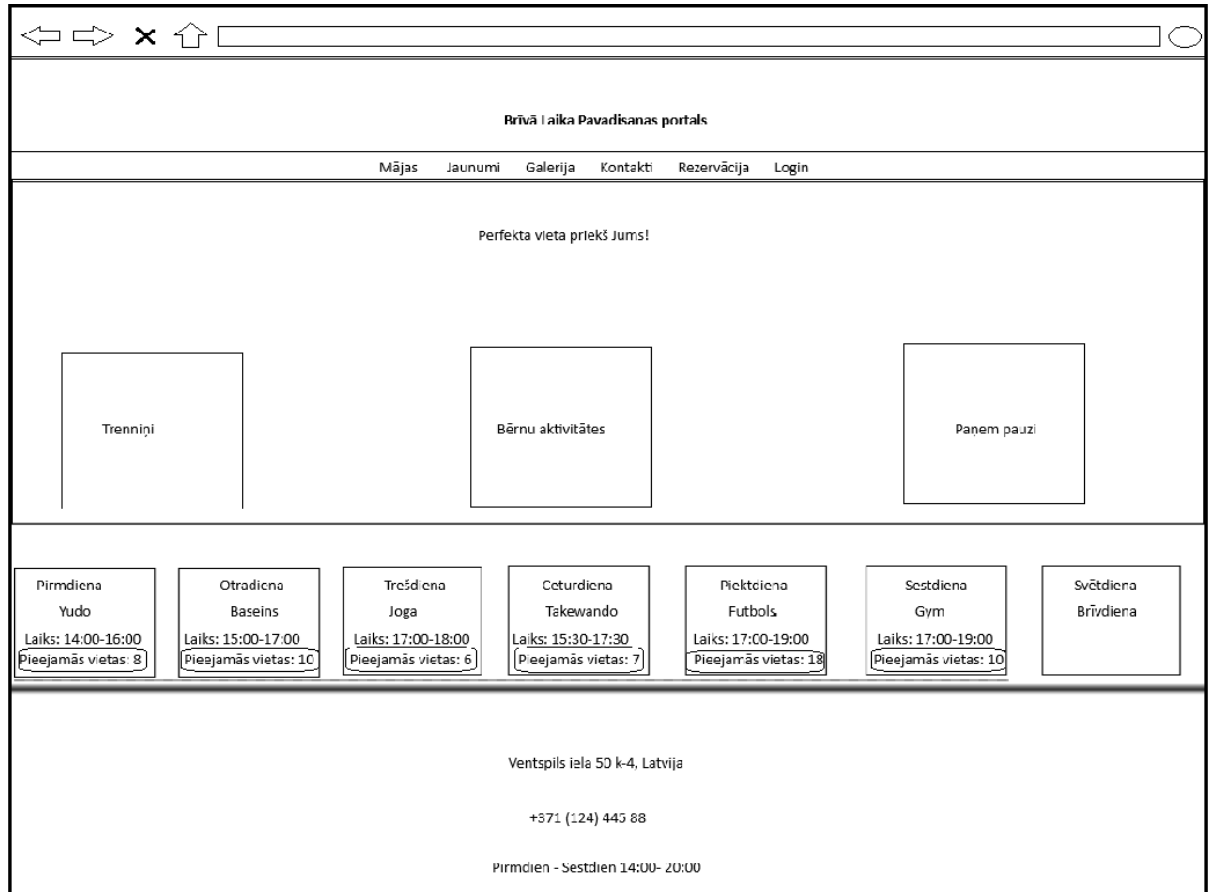 Brīvā Laika Pavadisanas portals
Mājas Jaunumi Galerija Kontakti Rezervācija Login
Perfekta vieta priekš Jums!
Trenniņi
Bērnu aktivitātes
Paņem pauzi
Pirmdiena
Yudo
Laiks: 14:00-16:00
Pieejamās vietas: 8
Otradiena
Baseins
Laiks: 15:00-17:00
Pieejamās vietas: 10
Trešdiena
Joga
Laiks: 17:00-18:00
Pieejamās vietas: 6
Ceturdiena
Takewando
Laiks: 15:30-17:30
Pieejamās vietas: 7
Piektdiena
Futbols
Laiks: 17:00-19:00
Pieejamās vietas: 18
Sestdiena
Gym
Laiks: 17:00-19:00
Pieejamās vietas: 10
Svētdiena
Brīvdiena
Ventspils iela 50 k-4, Latvija
+371 (124) 445 88
Pirmdien - Sestdien 14:00- 20:00